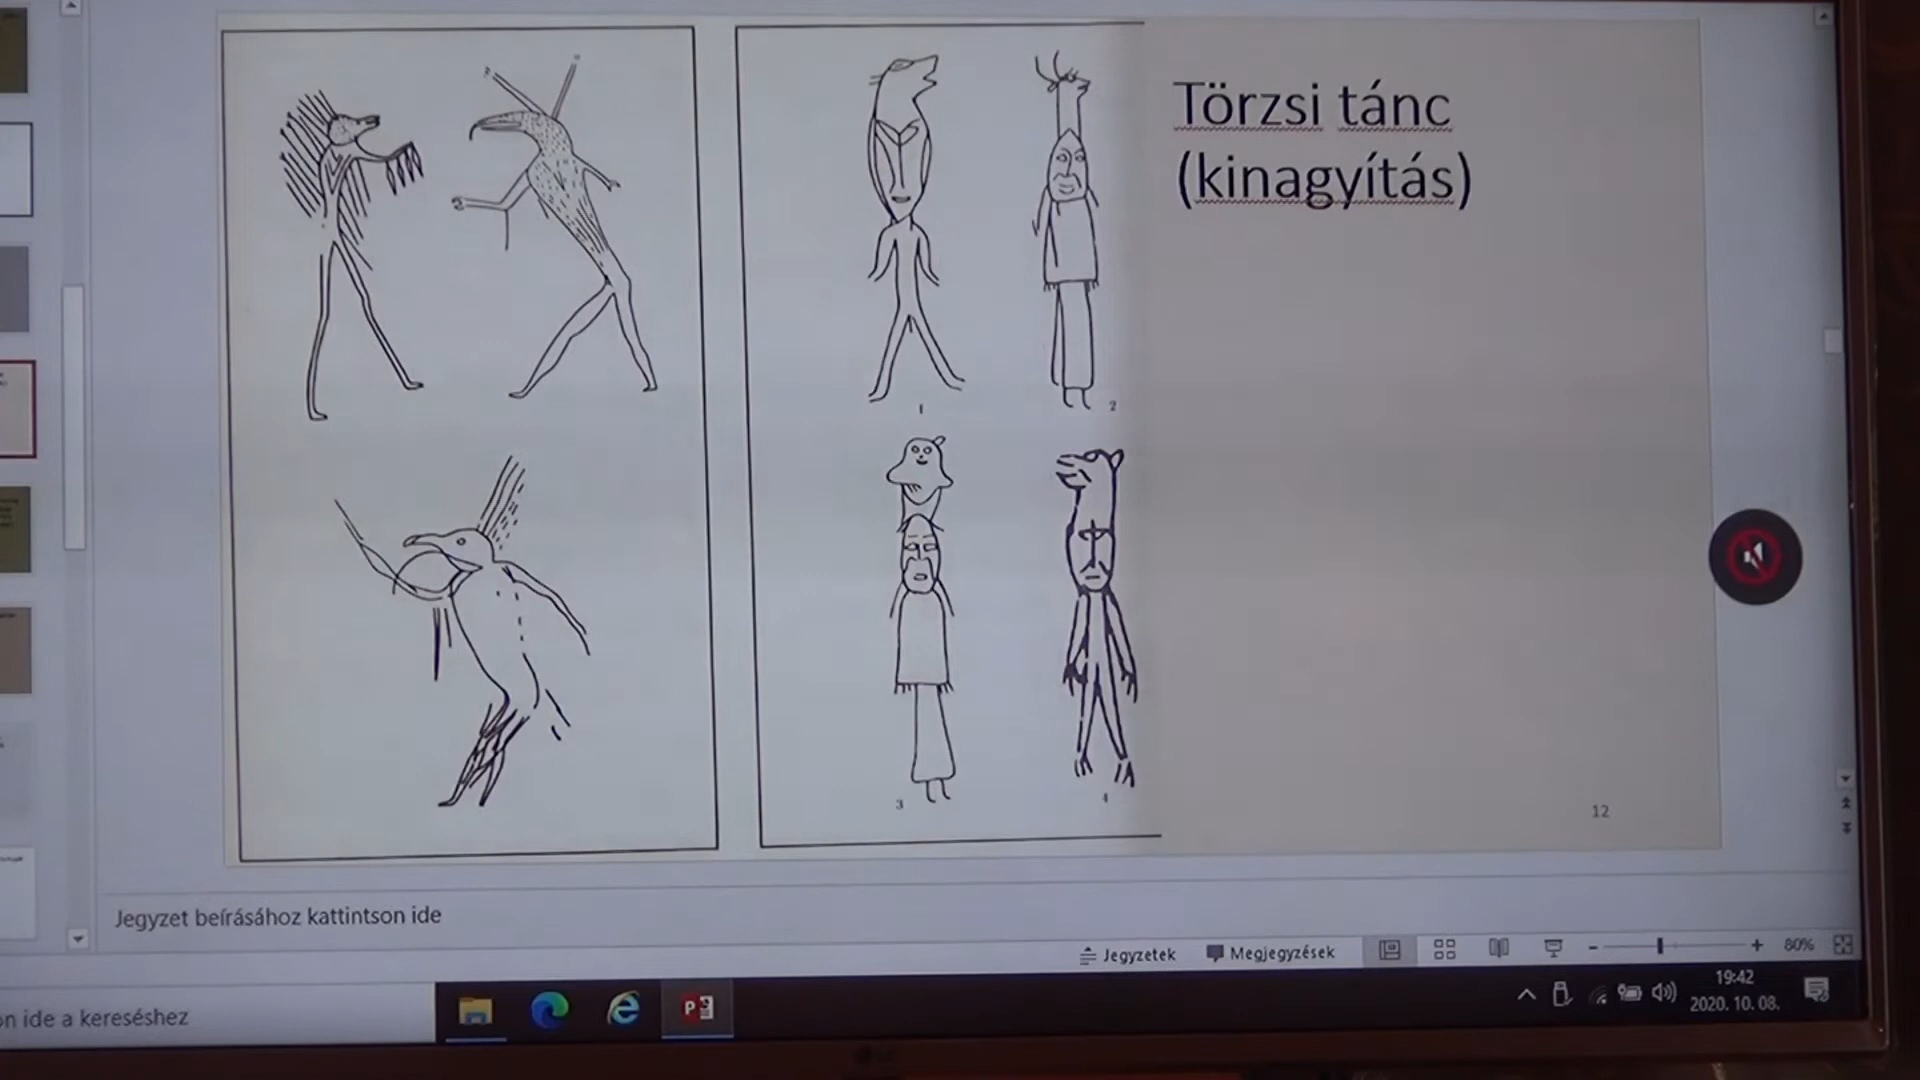 Törzsi tánc
(kinagyítás)
1
2
3
4
12
Jegyzet beírásához kattintson ide
Jegyzetek
Megjegyzések
80%
on ide a kereséshez
19:42
2020. 10. 08.